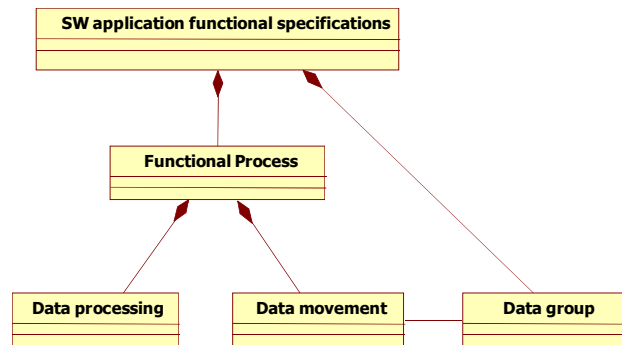 SW application functional specifications
Functional Process
Data processing
Data movement
Data group